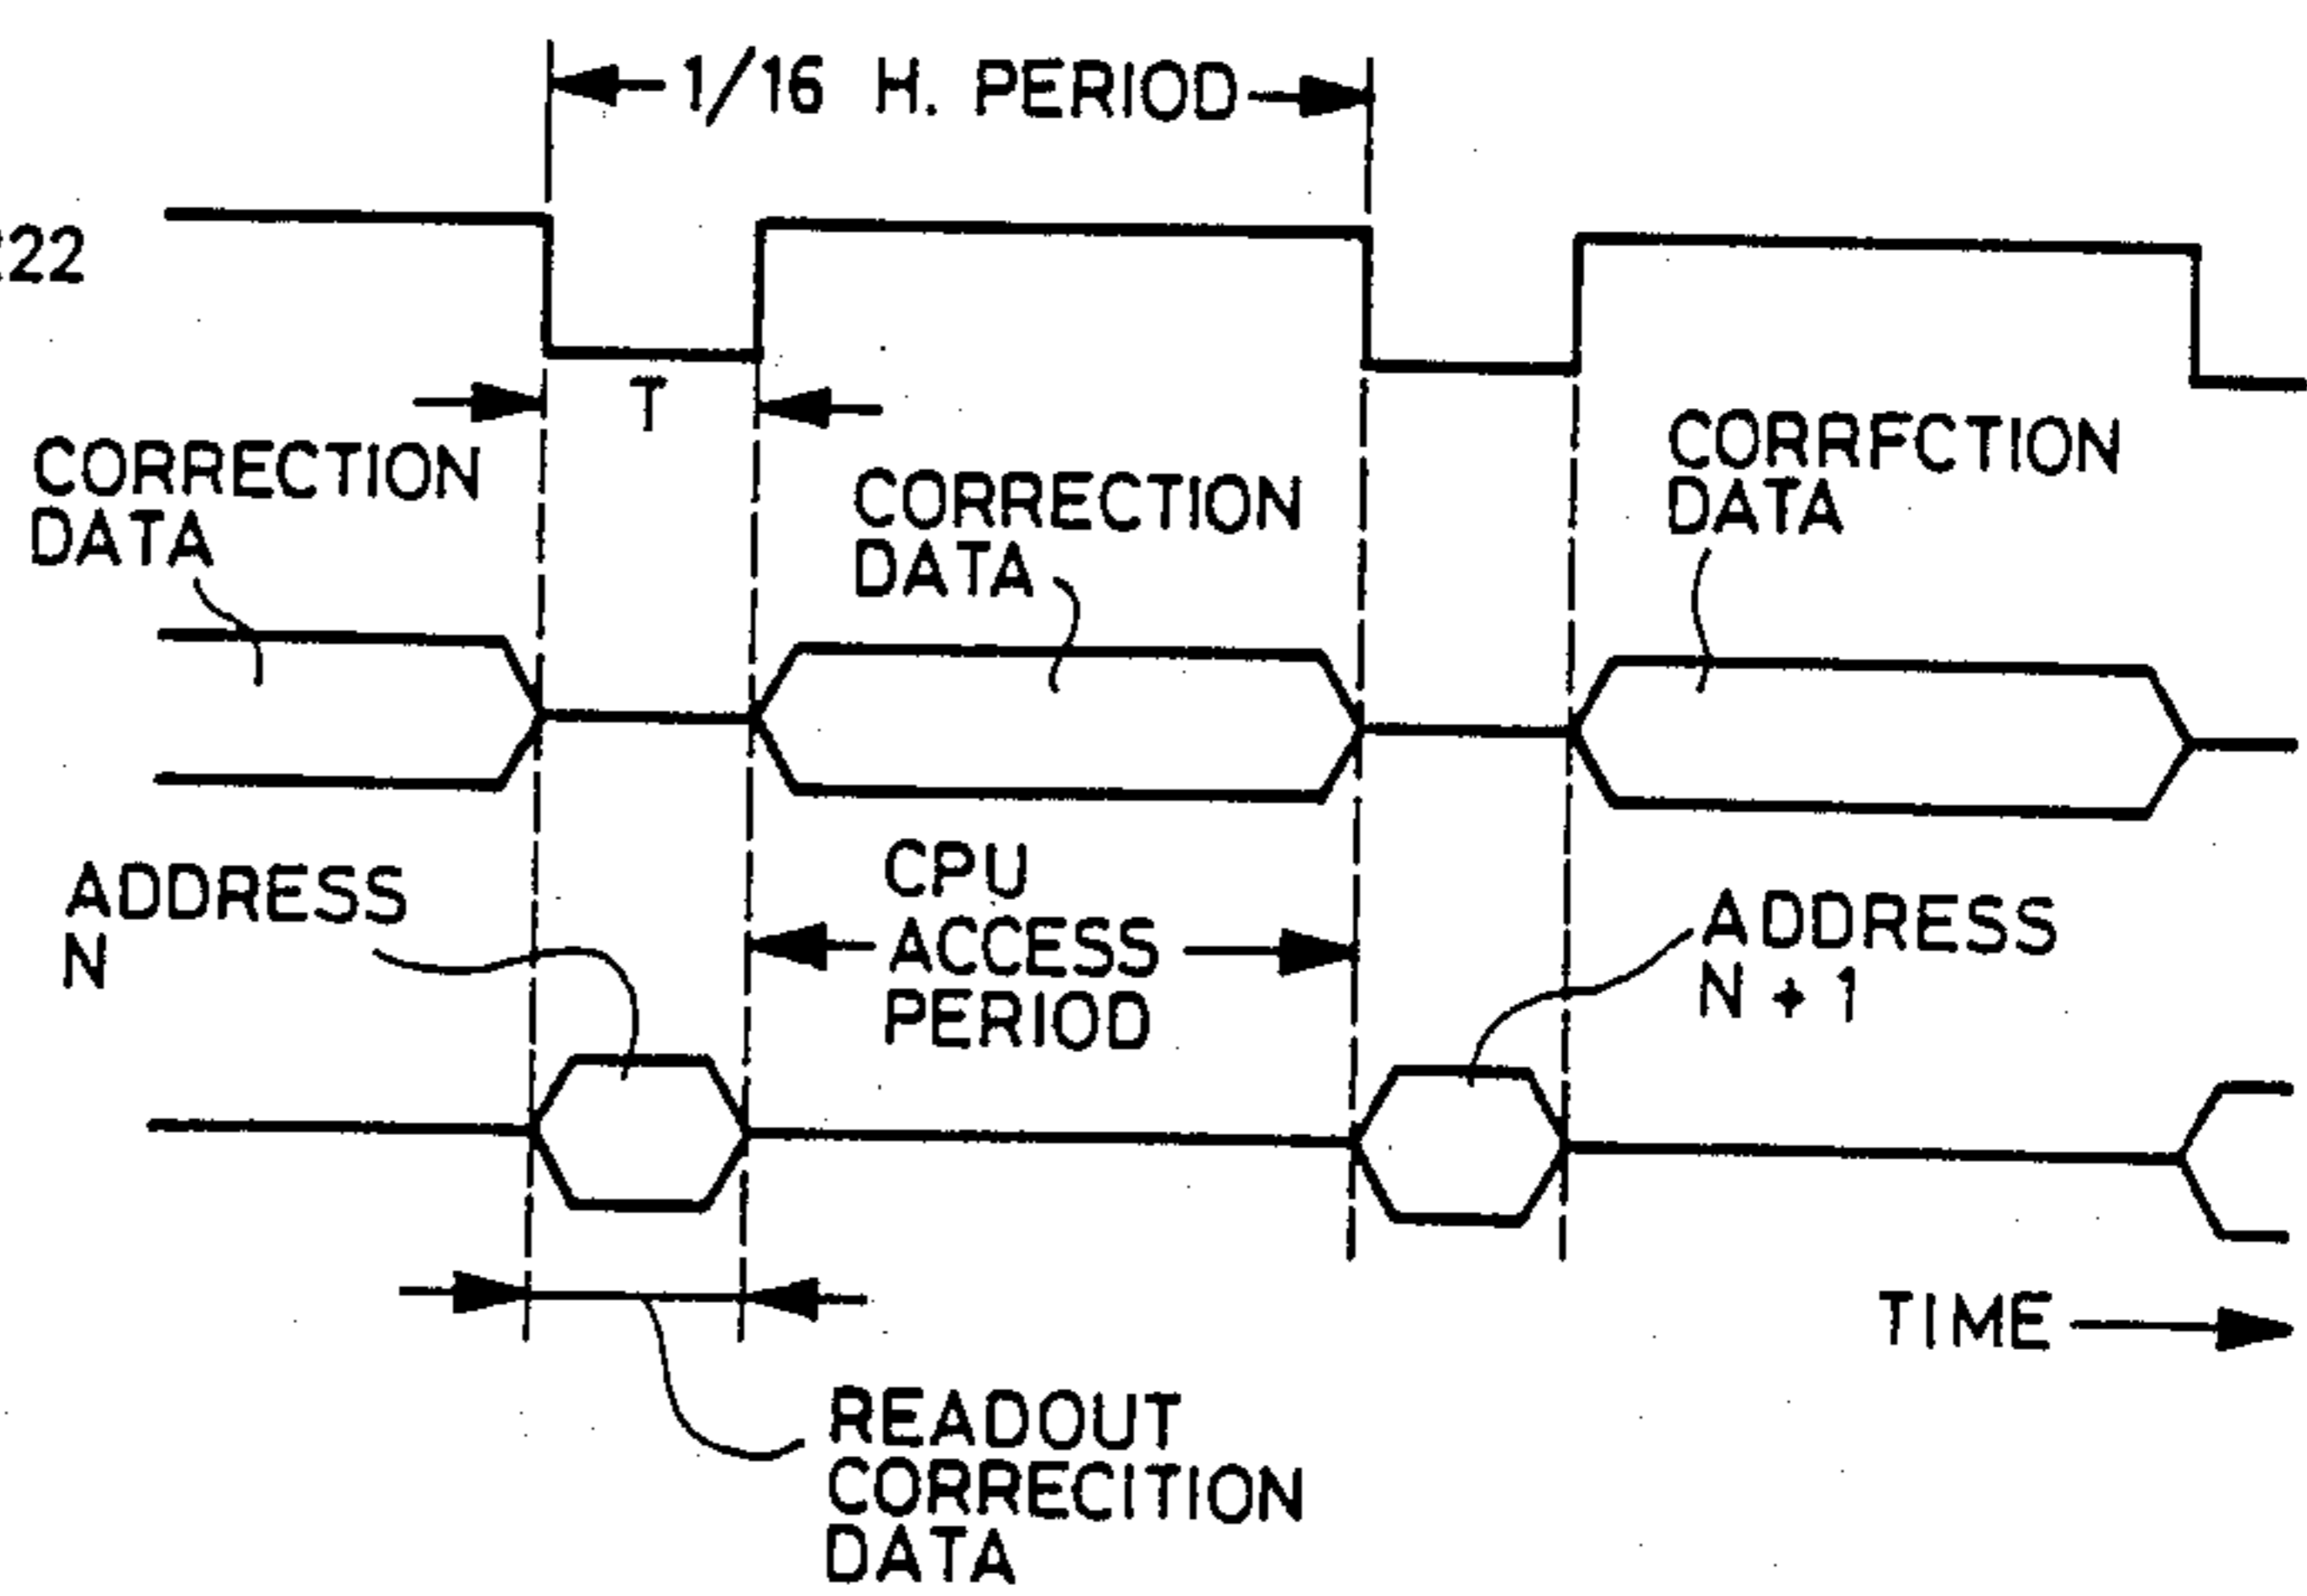 1/16 H. PERIOD
22
T
CORRECTION
DATA
CORRECTION
DATA
CORRFCTION
DATA
ADDRESS
N
CPU
ACCESS
PERIOD
ADDRESS
N + 1
TIME
READOUT
CORRECITION
DATA